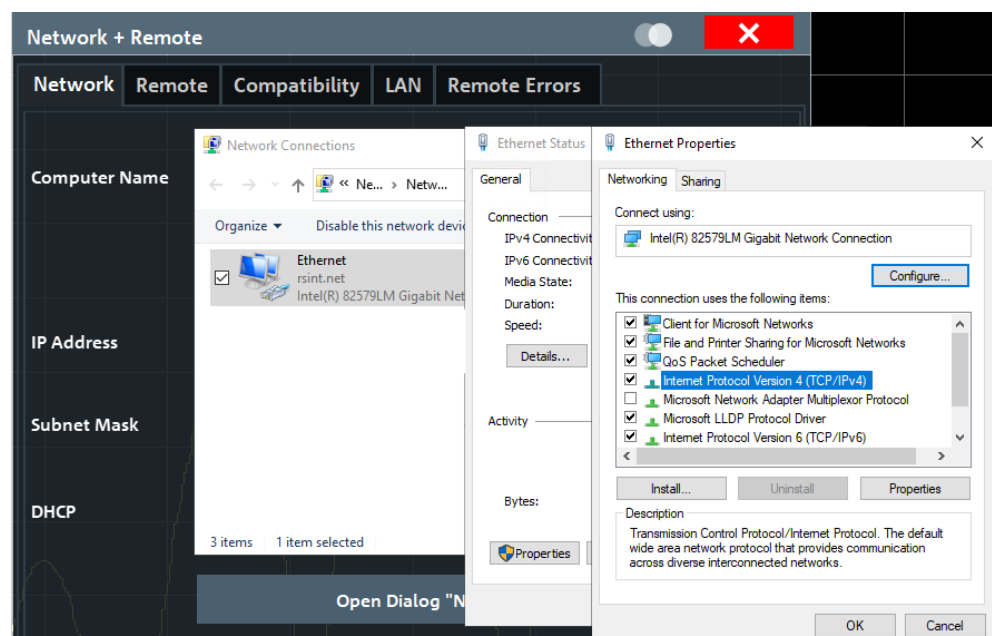 Network + Remote
Network Remote Compatibility LAN Remote Errors
Computer Name
IP Address
Subnet Mask
DHCP
Network Connections
« Ne... › Netw...
Organize Disable this network devic
Ethernet
rsint.net
Intel(R) 82579LM Gigabit Net
3 items 1 item selected
Open Dialog "N
Ethernet Status
General
Connection
IPv4 Connectivit
IPv6 Connectivit
Media State:
Duration:
Speed:
Details...
Activity
Bytes:
Properties
Ethernet Properties
Networking Sharing
Connect using:
Intel(R) 82579LM Gigabit Network Connection
Configure...
This connection uses the following items:
Client for Microsoft Networks
File and Printer Sharing for Microsoft Networks
QoS Packet Scheduler
Internet Protocol Version 4 (TCP/IPv4)
Microsoft Network Adapter Multiplexor Protocol
Microsoft LLDP Protocol Driver
Internet Protocol Version 6 (TCP/IPv6)
Install... Uninstall Properties
Description
Transmission Control Protocol/Internet Protocol. The default
wide area network protocol that provides communication
across diverse interconnected networks.
OK Cancel